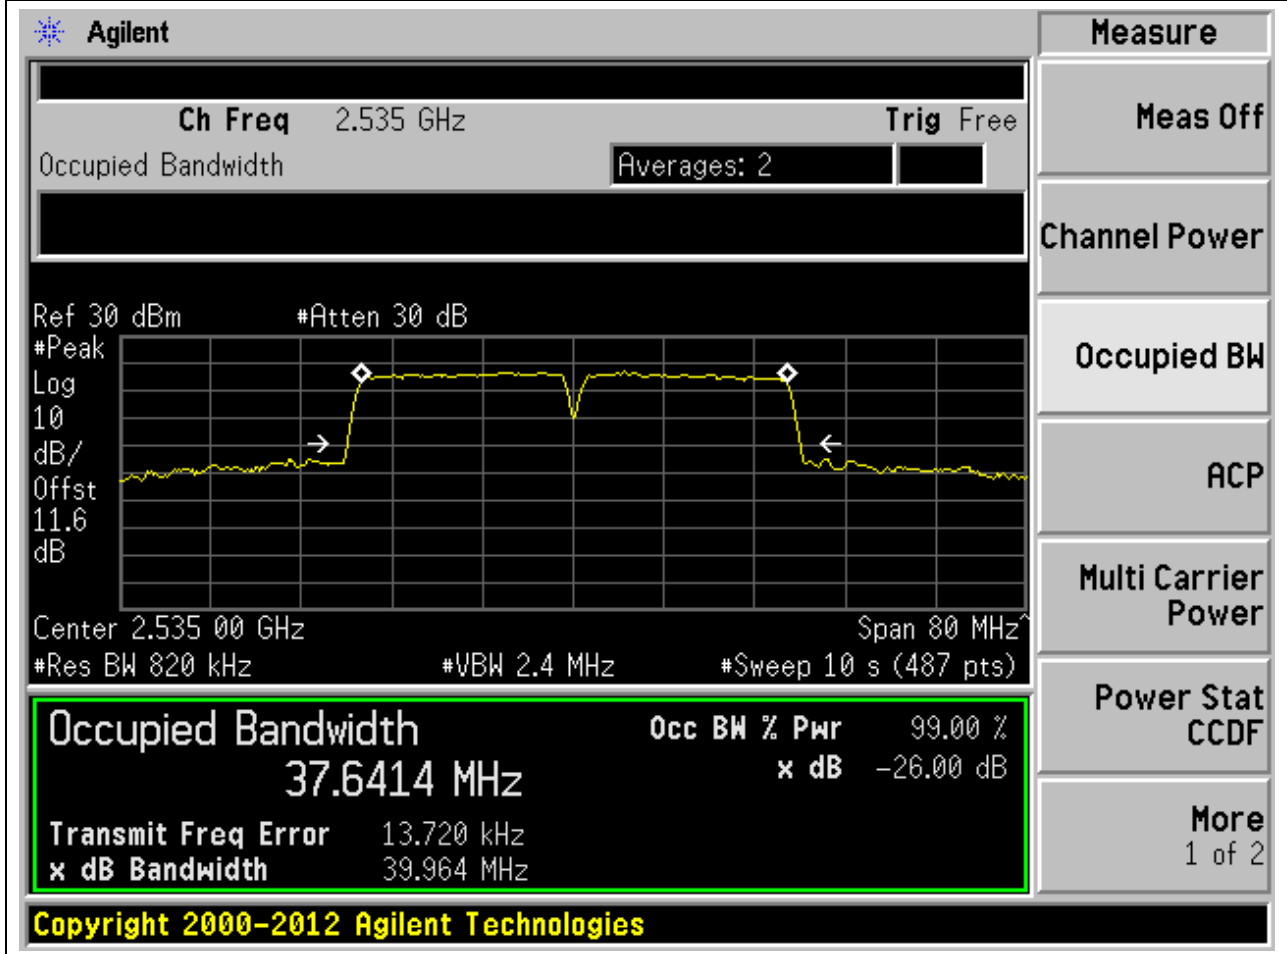 Agilent
Measure
Ch Freq 2.535 GHz Trig Free
Occupied Bandwidth Averages: 2
Meas Off
Channel Power
Occupied BW
ACP
Multi Carrier
Power
Power Stat
CCDF
More
1 of 2
Ref 30 dBm #Atten 30 dB
#Peak
Log
10
dB/
Offst
11.6
dB
Center 2.535 00 GHz Span 80 MHz^
#Res BW 820 kHz #VBW 2.4 MHz #Sweep 10 s (487 pts)
Occupied Bandwidth Occ BW % Pwr 99.00 %
37.6414 MHz x dB -26.00 dB
Transmit Freq Error 13.720 kHz
x dB Bandwidth 39.964 MHz
Copyright 2000-2012 Agilent Technologies